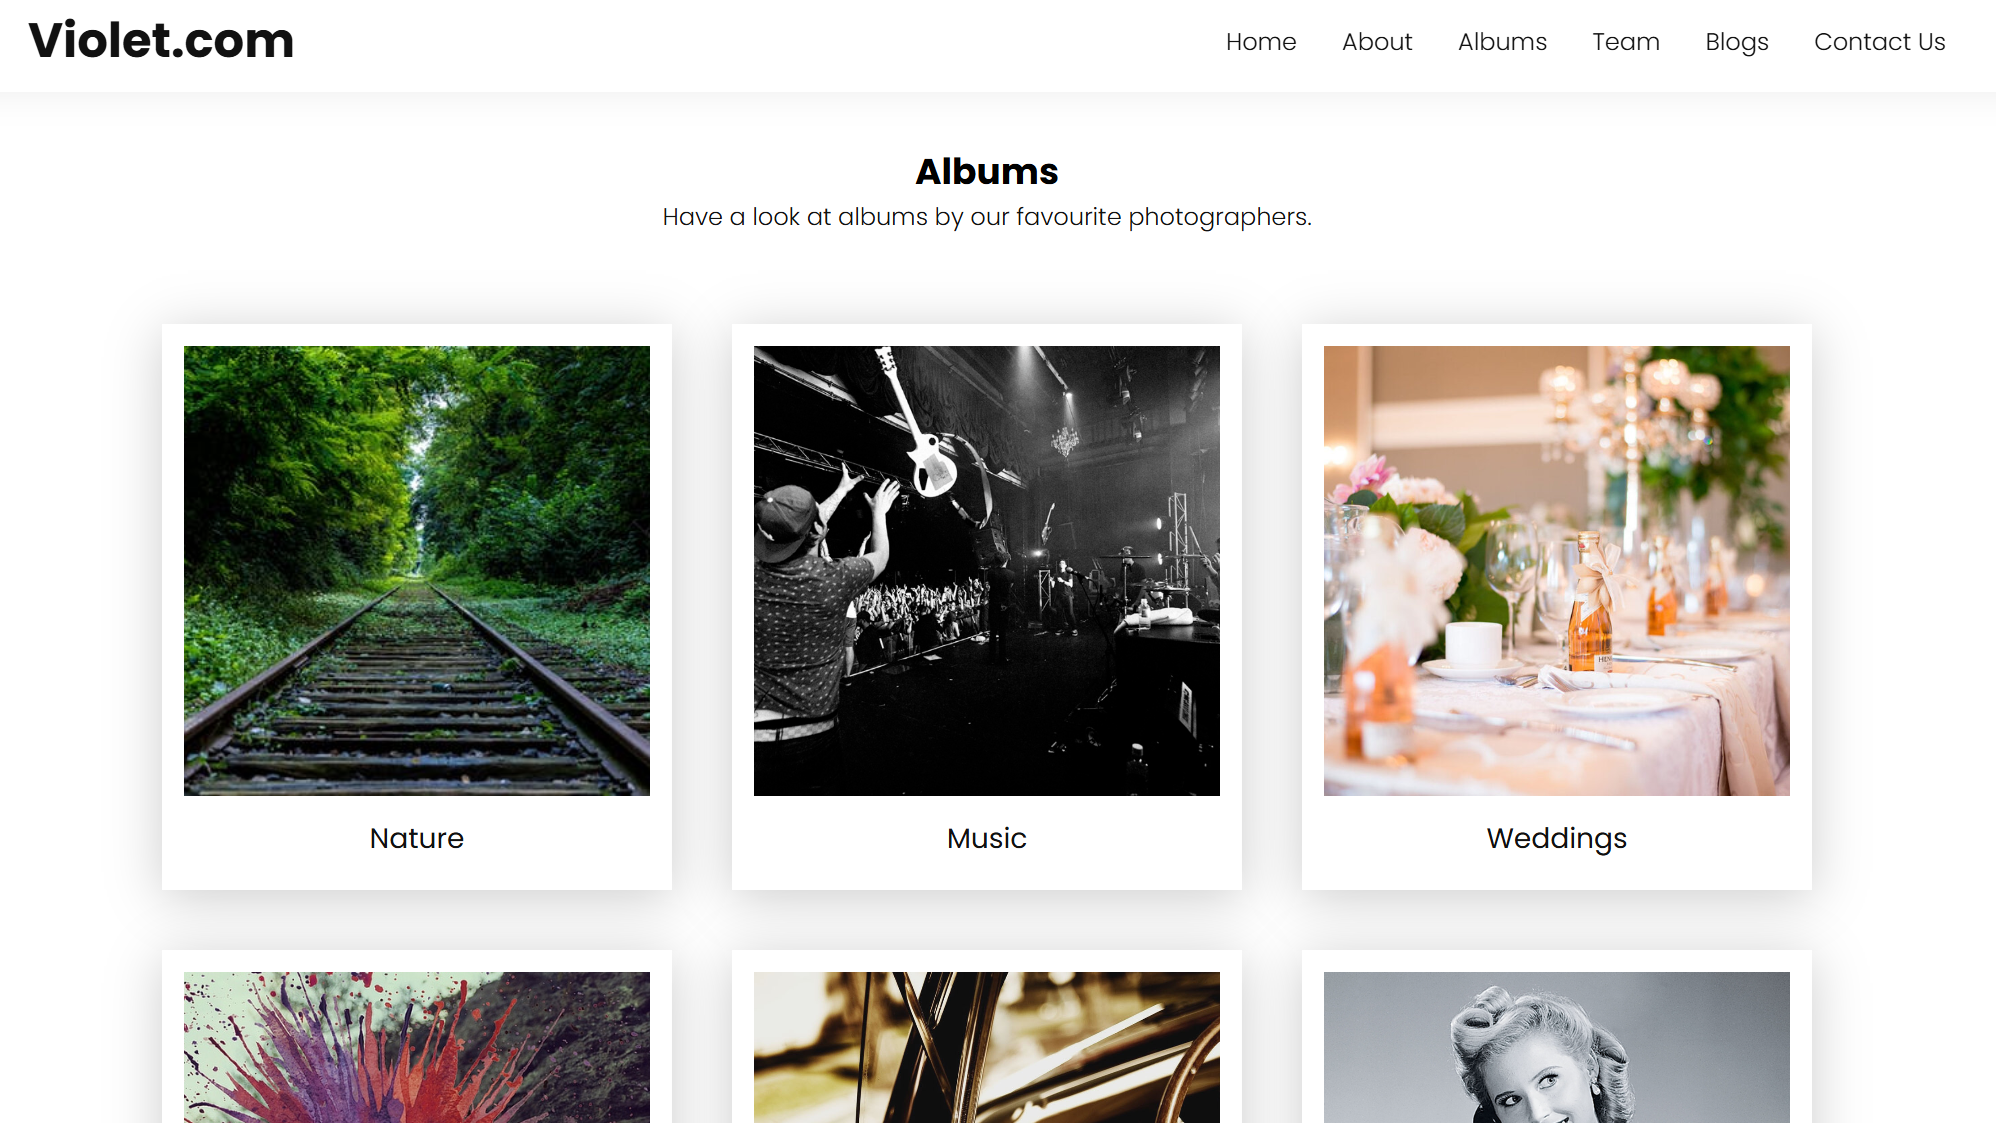 Violet.com
Home About Albums Team Blogs Contact Us
Albums
Have a look at albums by our favourite photographers.
Nature
Music
Weddings